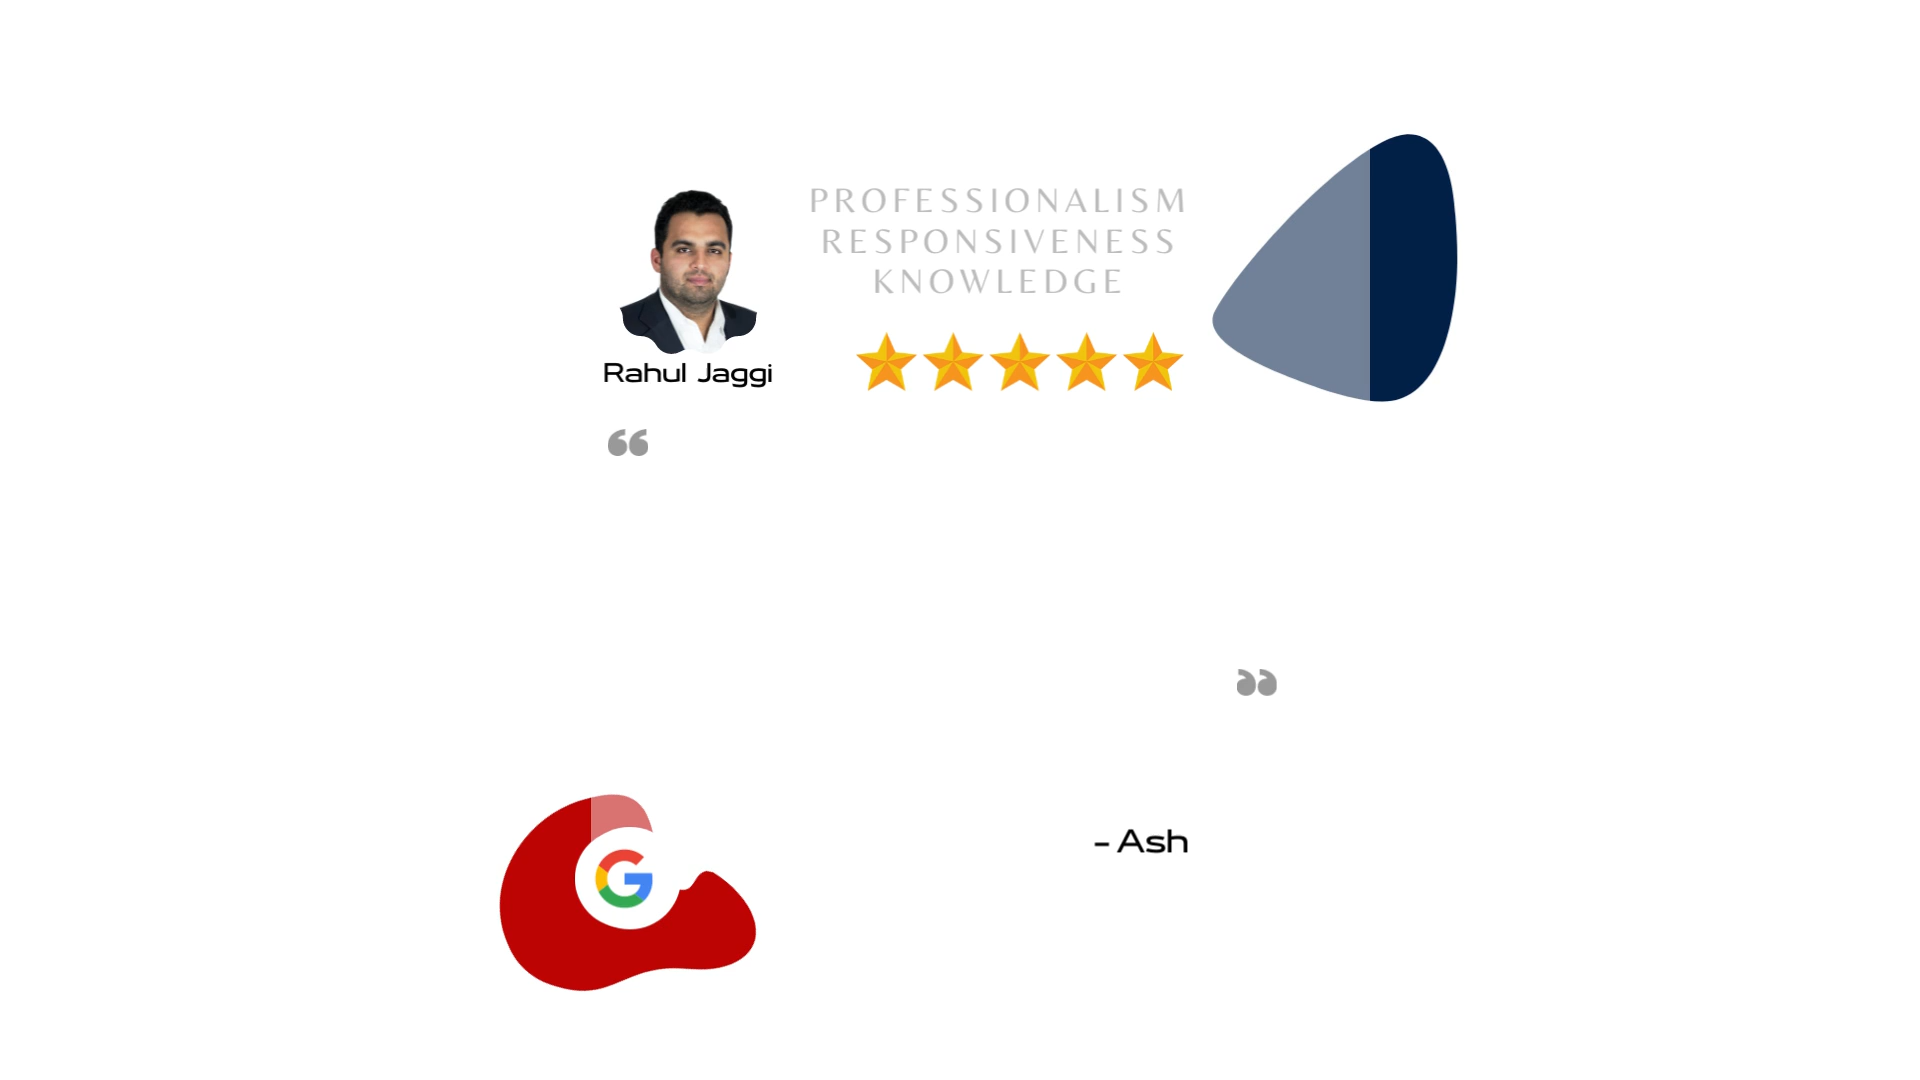 PROFESSIONALISM
RESPONSIVENESS
KNOWLEDGE
Rahul Jaggi
“
”
G
- Ash